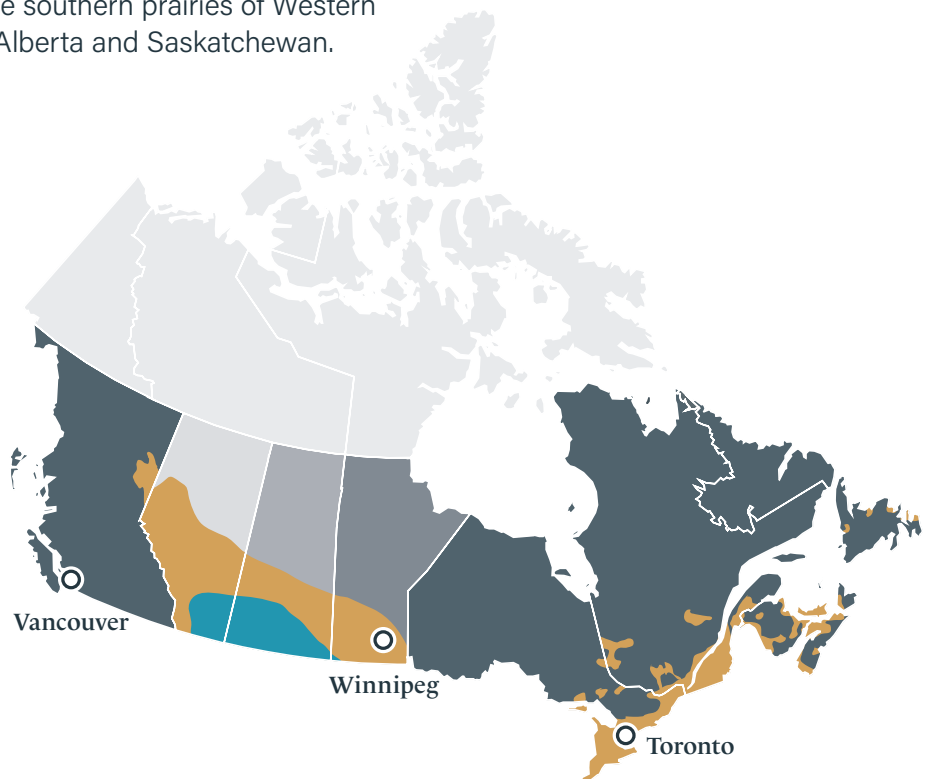 southern prairies of Western
Alberta and Saskatchewan.
Vancouver
Winnipeg
Toronto